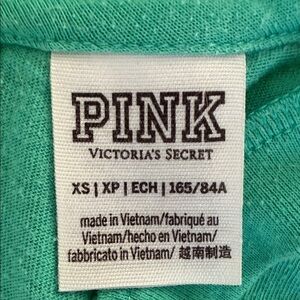 PINK
VICTORIA'S SECRET
XS | XP | ECH | 165/84A
made in Vietnam/fabriqué au
Vietnam/hecho en Vietnam/
fabbricato in Vietnam/ 越南制造